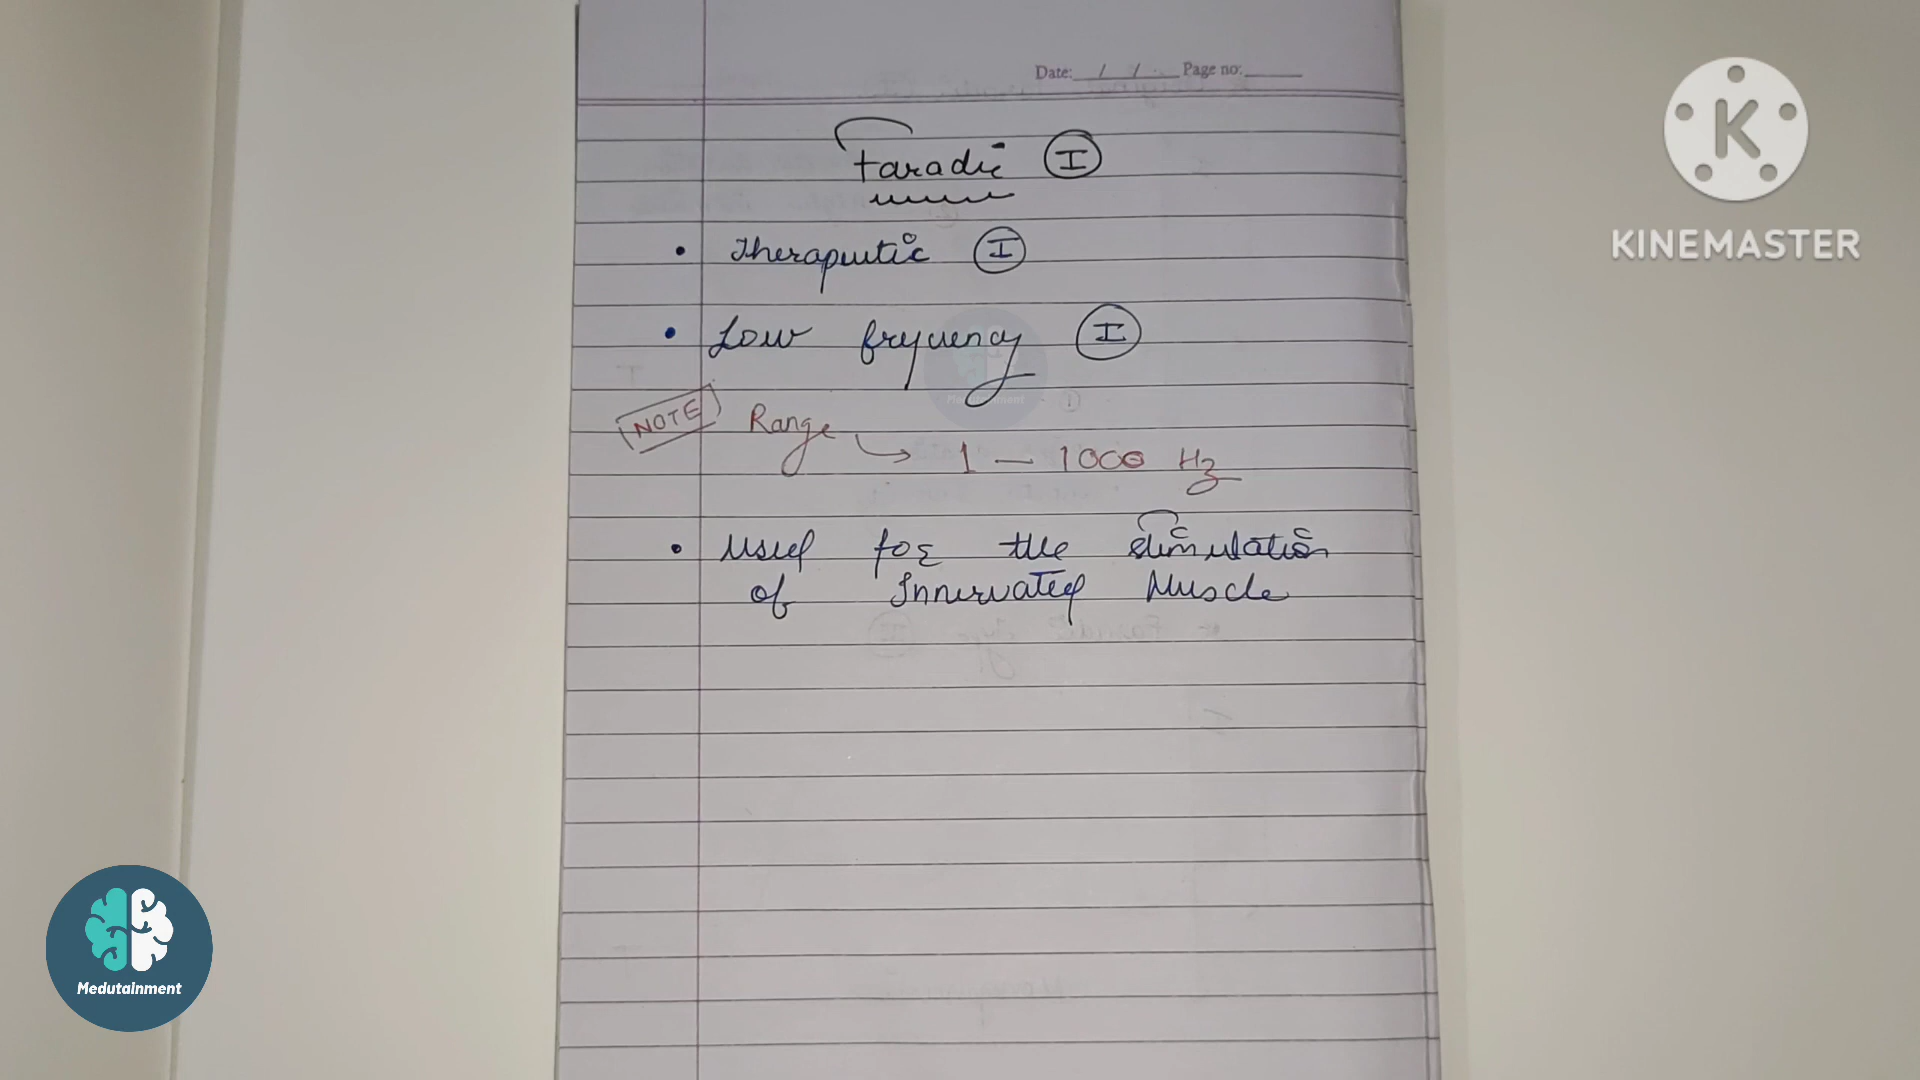 Date: / / Page no:
Faradic I
• Therapeutic I
• Low frequency I
NOTE Range
→ 1 — 1000 Hz
• Used for the stimulation
of Innervated Muscle
KINEMASTER
Medutainment